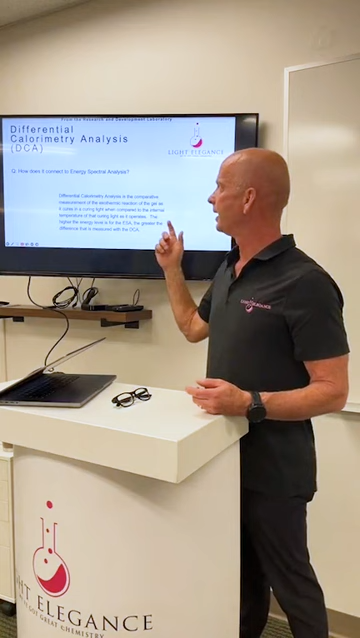 From the Research and Development Laboratory
Differential
Calorimetry Analysis
(DCA)
LIGHT ELEGANCE
Q: How does it connect to Energy Spectral Analysis?
Differential Calorimetry Analysis is the comparative
measurement of the exothermic reaction of the gel as
it cures in a curing light when compared to the internal
temperature of that curing light as it operates. The
higher the energy level is for the ESA, the greater the
difference that is measured with the DCA.
LIGHT ELEGANCE
GHT ELEGANCE
GOT GREAT CHEMISTRY